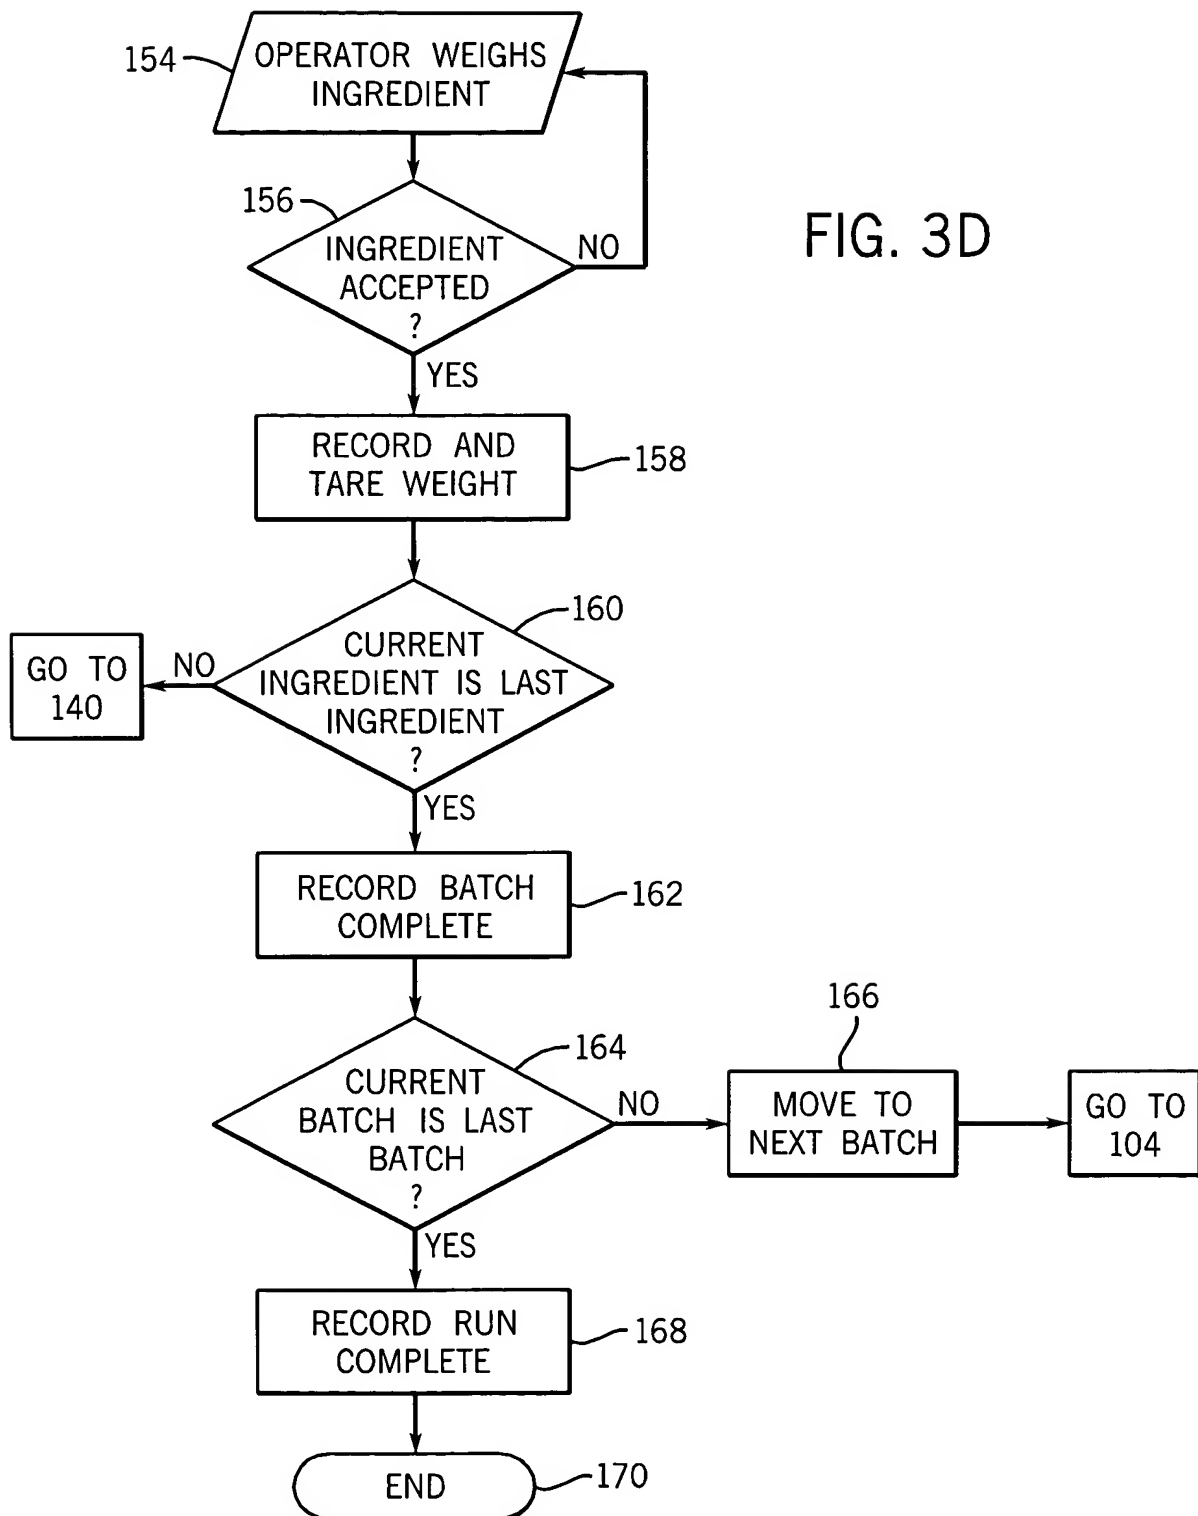 154
OPERATOR WEIGHS
INGREDIENT
156
INGREDIENT
ACCEPTED
?
NO
FIG. 3D
YES
RECORD AND
TARE WEIGHT
158
160
CURRENT
INGREDIENT IS LAST
INGREDIENT
?
NO
GO TO
140
YES
RECORD BATCH
COMPLETE
162
164
CURRENT
BATCH IS LAST
BATCH
?
NO
166
MOVE TO
NEXT BATCH
GO TO
104
YES
RECORD RUN
COMPLETE
168
END
170